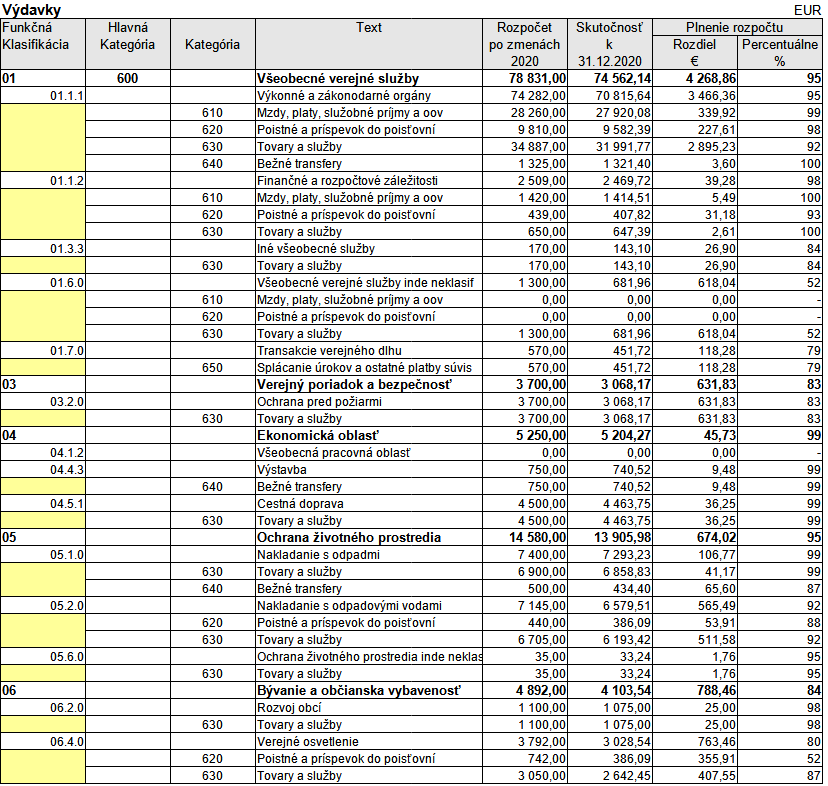 Výdavky EUR
Funkčná Hlavná Text Rozpočet Skutočnosť Plnenie rozpočtu
Klasifikácia Kategória Kategória po zmenách k Rozdiel Percentuálne
2020 31.12.2020 € %
01 600 Všeobecné verejné služby 78 831,00 74 562,14 4 268,86 95
01.1.1 Výkonné a zákonodarné orgány 74 282,00 70 815,64 3 466,36 95
610 Mzdy, platy, služobné príjmy a oov 28 260,00 27 920,08 339,92 99
620 Poistné a príspevok do poisťovní 9 810,00 9 582,39 227,61 98
630 Tovary a služby 34 887,00 31 991,77 2 895,23 92
640 Bežné transfery 1 325,00 1 321,40 3,60 100
01.1.2 Finančné a rozpočtové záležitosti 2 509,00 2 469,72 39,28 98
610 Mzdy, platy, služobné príjmy a oov 1 420,00 1 414,51 5,49 100
620 Poistné a príspevok do poisťovní 439,00 407,82 31,18 93
630 Tovary a služby 650,00 647,39 2,61 100
01.3.3 Iné všeobecné služby 170,00 143,10 26,90 84
630 Tovary a služby 170,00 143,10 26,90 84
01.6.0 Všeobecné verejné služby inde neklasif 1 300,00 681,96 618,04 52
610 Mzdy, platy, služobné príjmy a oov 0,00 0,00 0,00 -
620 Poistné a príspevok do poisťovní 0,00 0,00 0,00 -
630 Tovary a služby 1 300,00 681,96 618,04 52
01.7.0 Transakcie verejného dlhu 570,00 451,72 118,28 79
650 Splácanie úrokov a ostatné platby súvis 570,00 451,72 118,28 79
03 Verejný poriadok a bezpečnosť 3 700,00 3 068,17 631,83 83
03.2.0 Ochrana pred požiarmi 3 700,00 3 068,17 631,83 83
630 Tovary a služby 3 700,00 3 068,17 631,83 83
04 Ekonomická oblasť 5 250,00 5 204,27 45,73 99
04.1.2 Všeobecná pracovná oblasť 0,00 0,00 0,00 -
04.4.3 Výstavba 750,00 740,52 9,48 99
640 Bežné transfery 750,00 740,52 9,48 99
04.5.1 Cestná doprava 4 500,00 4 463,75 36,25 99
630 Tovary a služby 4 500,00 4 463,75 36,25 99
05 Ochrana životného prostredia 14 580,00 13 905,98 674,02 95
05.1.0 Nakladanie s odpadmi 7 400,00 7 293,23 106,77 99
630 Tovary a služby 6 900,00 6 858,83 41,17 99
640 Bežné transfery 500,00 434,40 65,60 87
05.2.0 Nakladanie s odpadovými vodami 7 145,00 6 579,51 565,49 92
620 Poistné a príspevok do poisťovní 440,00 386,09 53,91 88
630 Tovary a služby 6 705,00 6 193,42 511,58 92
05.6.0 Ochrana životného prostredia inde neklas 35,00 33,24 1,76 95
630 Tovary a služby 35,00 33,24 1,76 95
06 Bývanie a občianska vybavenosť 4 892,00 4 103,54 788,46 84
06.2.0 Rozvoj obcí 1 100,00 1 075,00 25,00 98
630 Tovary a služby 1 100,00 1 075,00 25,00 98
06.4.0 Verejné osvetlenie 3 792,00 3 028,54 763,46 80
620 Poistné a príspevok do poisťovní 742,00 386,09 355,91 52
630 Tovary a služby 3 050,00 2 642,45 407,55 87